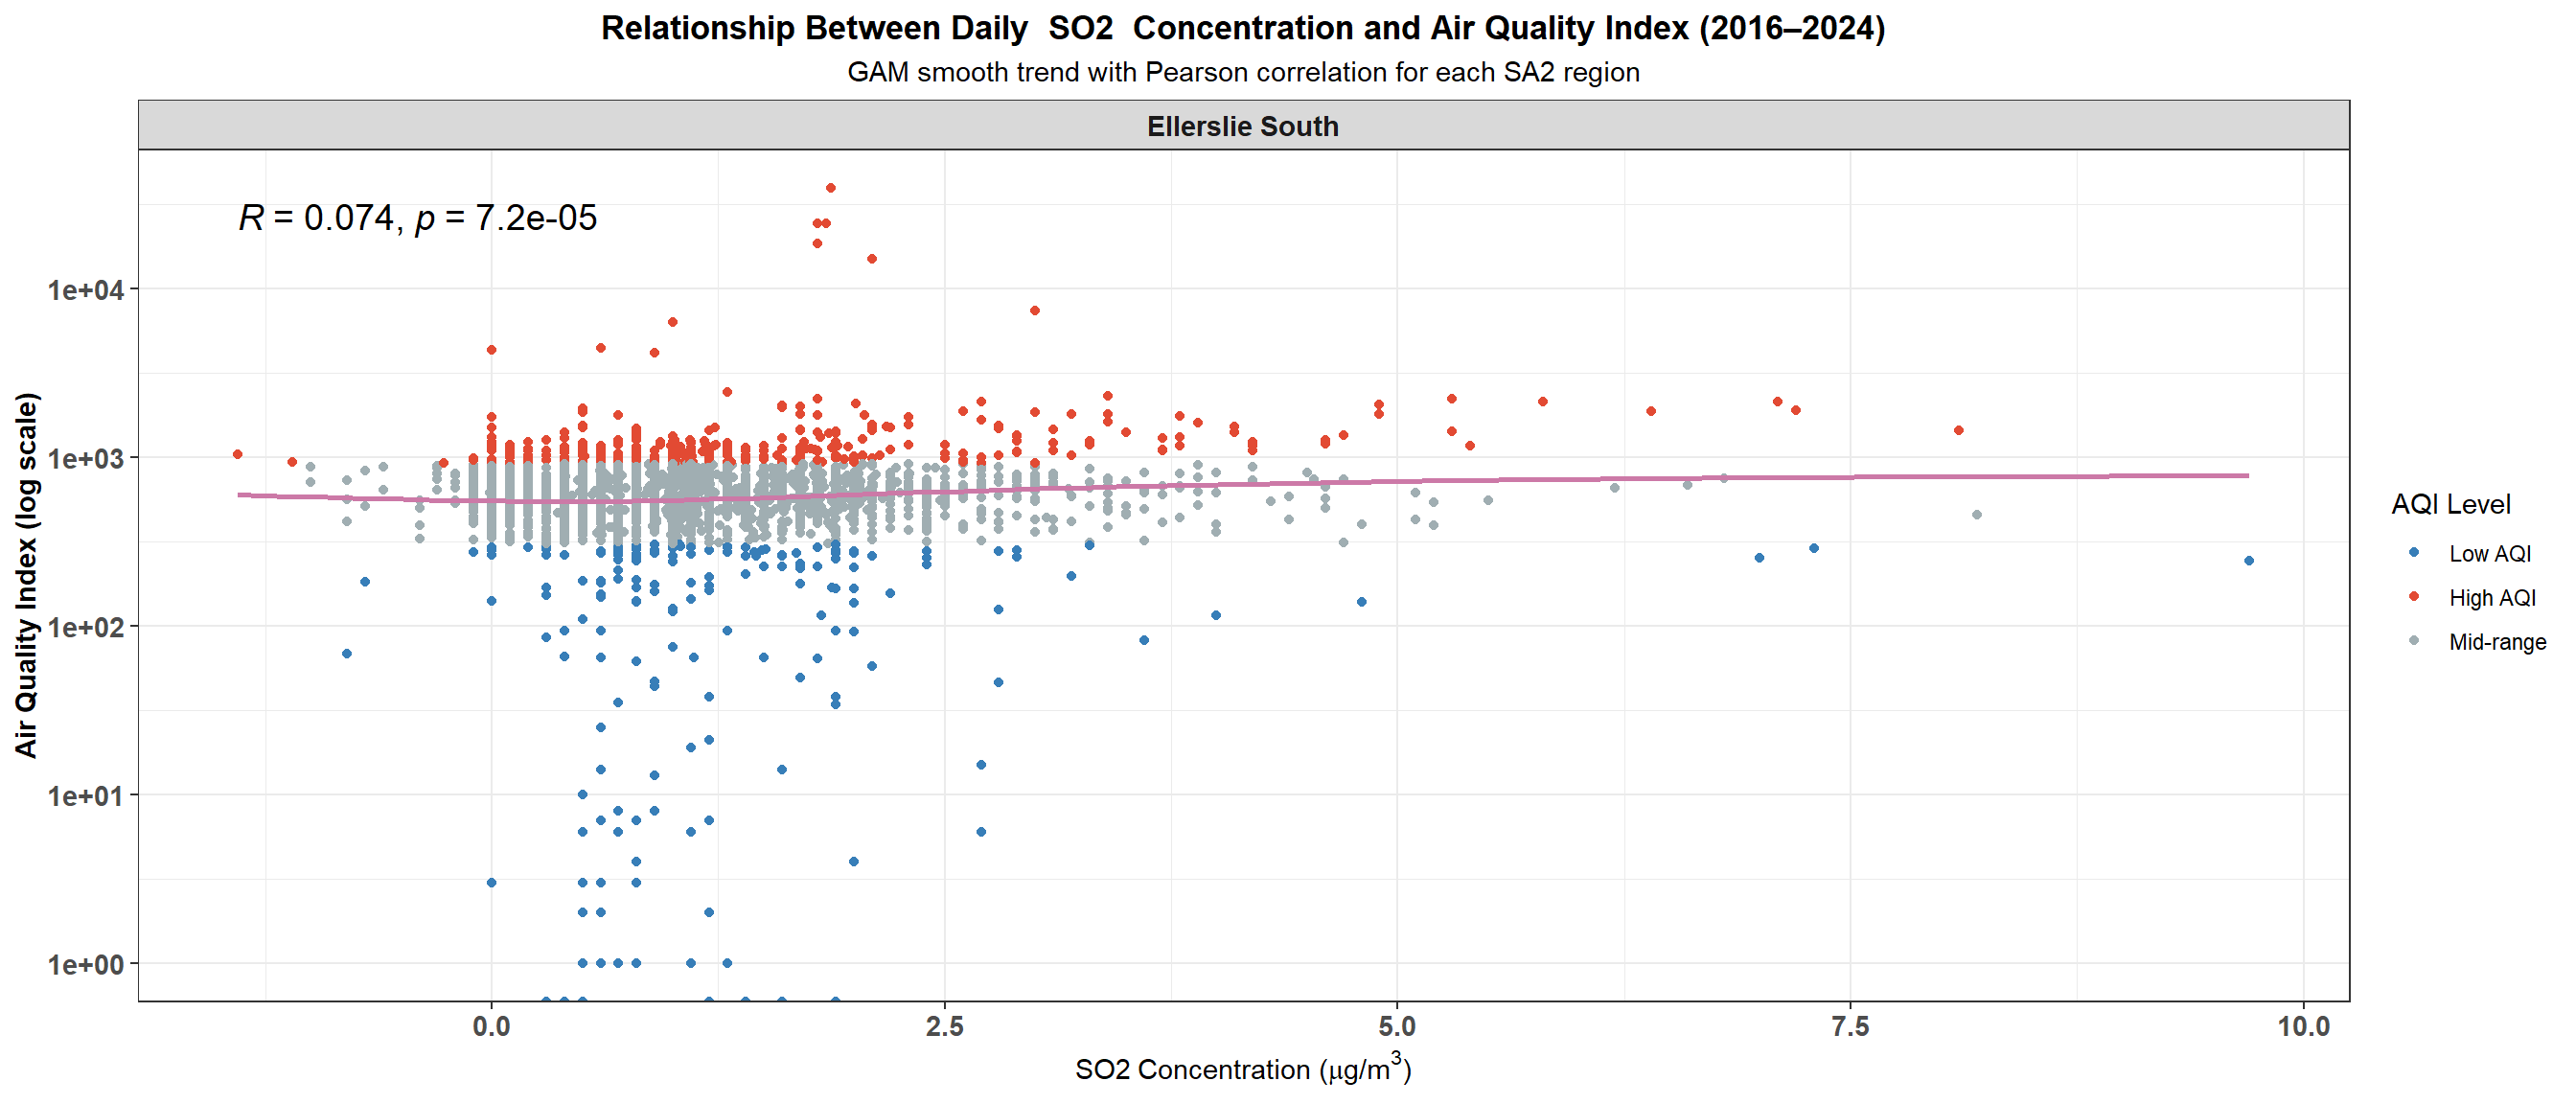 Relationship Between Daily  SO2  Concentration and Air Quality Index (2016–2024)
GAM smooth trend with Pearson correlation for each SA2 region
Ellerslie South
R = 0.074, p = 7.2e-05
Air Quality Index (log scale)
1e+04
1e+03
1e+02
1e+01
1e+00
0.0 2.5 5.0 7.5 10.0
SO2 Concentration (μg/m³)
AQI Level
Low AQI
High AQI
Mid-range